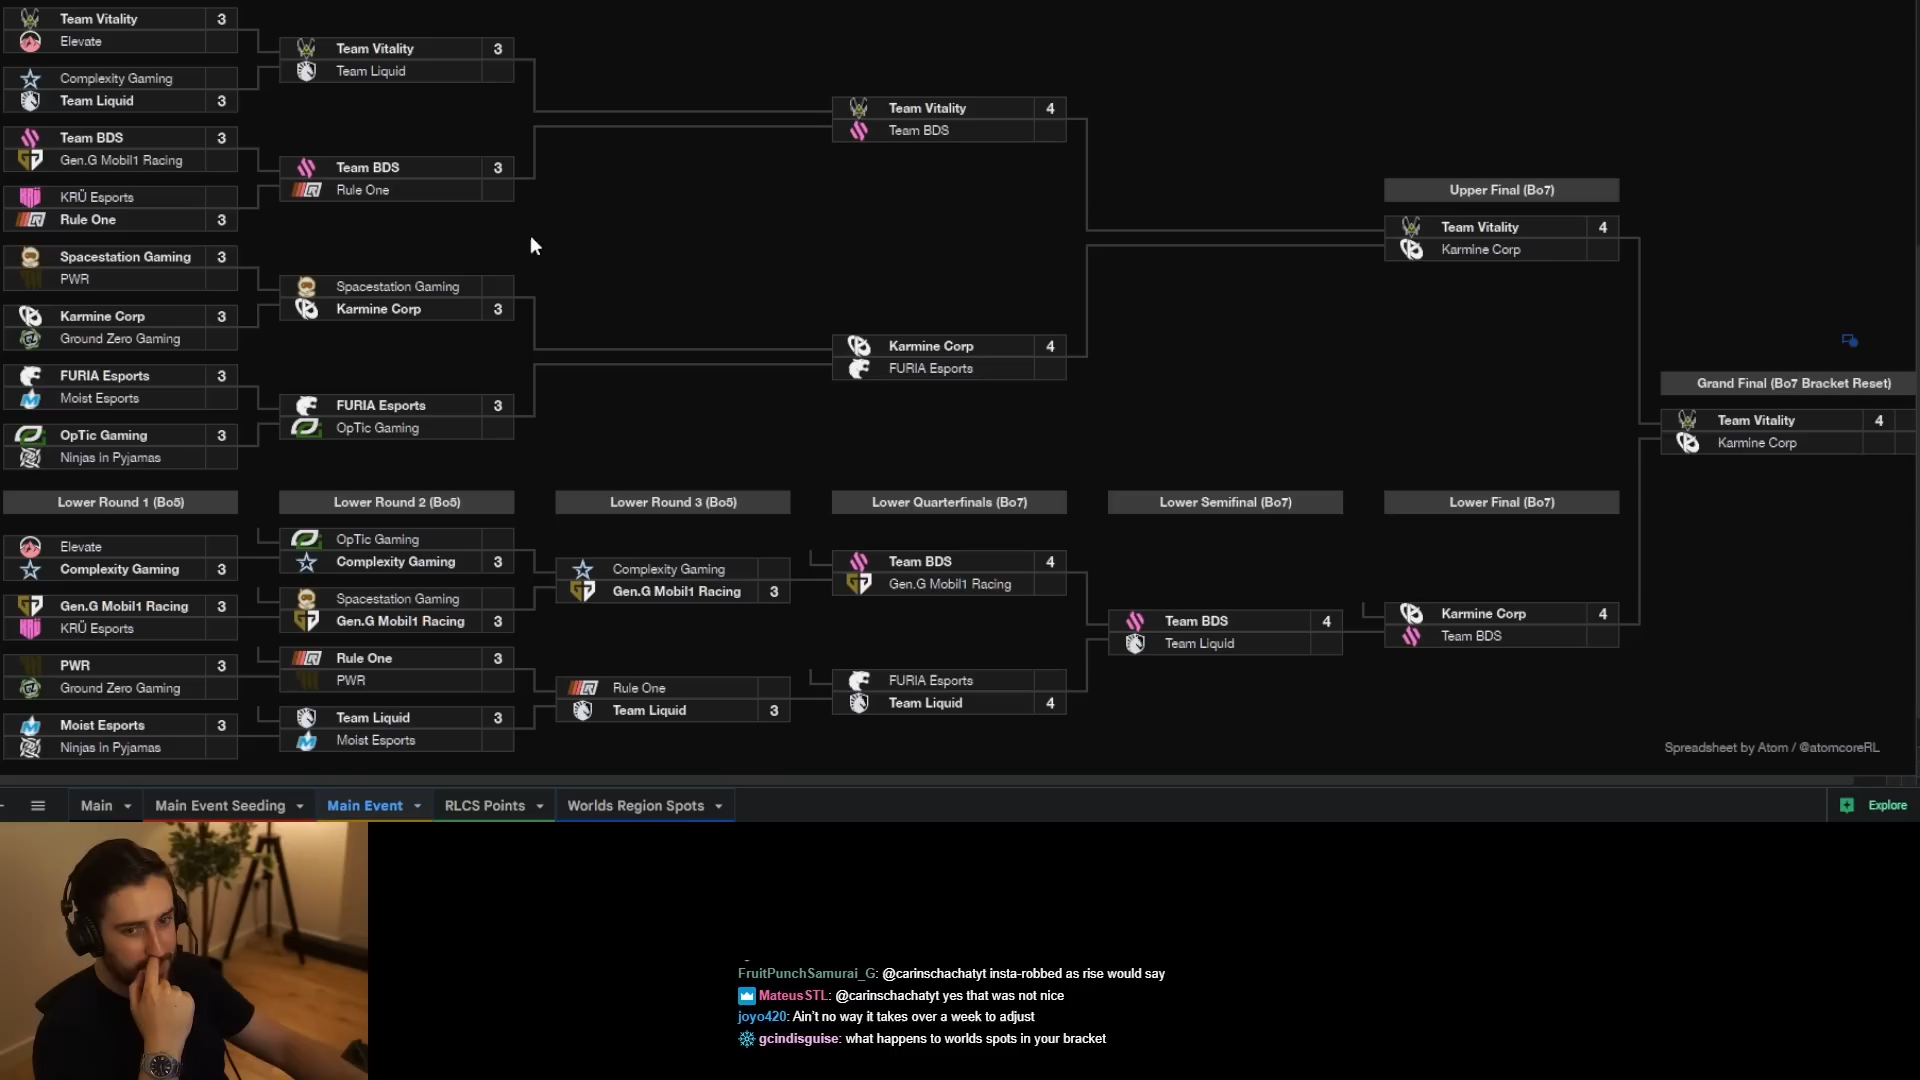 Team Vitality 3
Elevate
Complexity Gaming
Team Liquid 3
Team BDS 3
Gen.G Mobil1 Racing
KRÜ Esports
Rule One 3
Spacestation Gaming 3
PWR
Karmine Corp 3
Ground Zero Gaming
FURIA Esports 3
Moist Esports
OpTic Gaming 3
Ninjas In Pyjamas
Team Vitality 3
Team Liquid
Team BDS 3
Rule One
Spacestation Gaming
Karmine Corp 3
FURIA Esports 3
OpTic Gaming
Team Vitality 4
Team BDS
Karmine Corp 4
FURIA Esports
Upper Final (Bo7)
Team Vitality 4
Karmine Corp
Grand Final (Bo7 Bracket Reset)
Team Vitality 4
Karmine Corp
Lower Round 1 (Bo5)
Elevate
Complexity Gaming 3
Gen.G Mobil1 Racing 3
KRÜ Esports
PWR 3
Ground Zero Gaming
Moist Esports 3
Ninjas In Pyjamas
Lower Round 2 (Bo5)
OpTic Gaming
Complexity Gaming 3
Spacestation Gaming
Gen.G Mobil1 Racing 3
Rule One 3
PWR
Team Liquid 3
Moist Esports
Lower Round 3 (Bo5)
Complexity Gaming
Gen.G Mobil1 Racing 3
Rule One
Team Liquid 3
Lower Quarterfinals (Bo7)
Team BDS 4
Gen.G Mobil1 Racing
FURIA Esports
Team Liquid 4
Lower Semifinal (Bo7)
Team BDS 4
Team Liquid
Lower Final (Bo7)
Karmine Corp 4
Team BDS
Spreadsheet by Atom / @atomcoreRL
Main Main Event Seeding Main Event RLCS Points Worlds Region Spots Explore
FruitPunchSamurai_G: @carinschachatyt insta-robbed as rise would say
MateusSTL: @carinschachatyt yes that was not nice
joyo420: Ain't no way it takes over a week to adjust
gcindisguise: what happens to worlds spots in your bracket